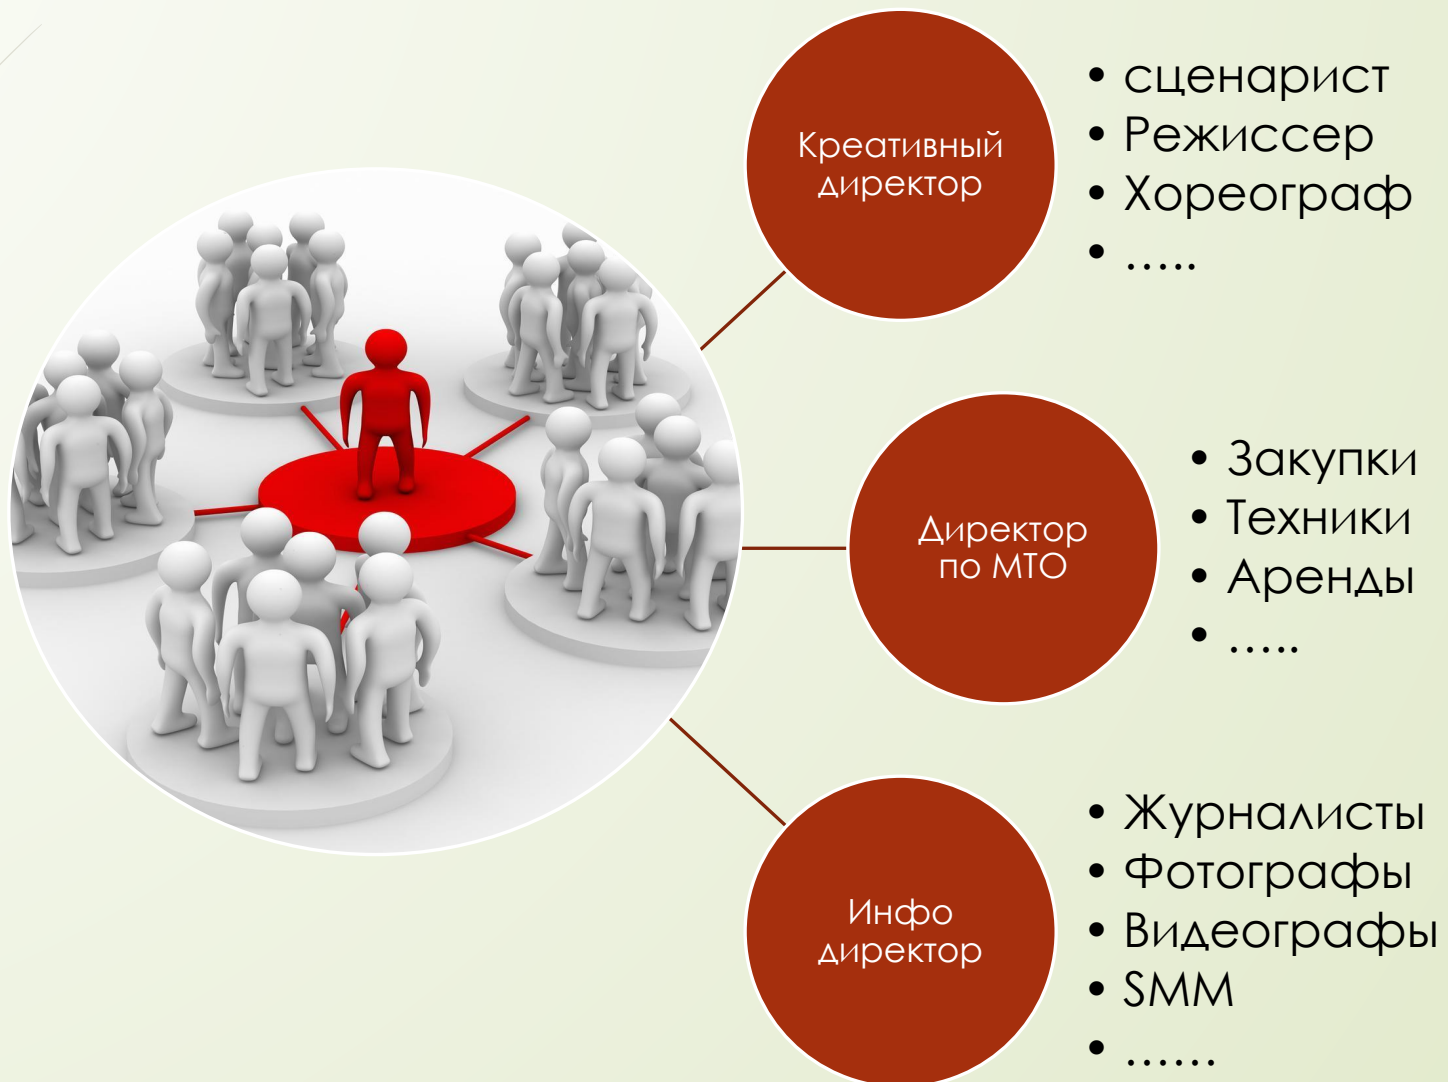 Креативный
директор
• сценарист
• Режиссер
• Хореограф
• …..
Директор
по МТО
• Закупки
• Техники
• Аренды
• …..
Инфо
директор
• Журналисты
• Фотографы
• Видеографы
• SMM
• ……